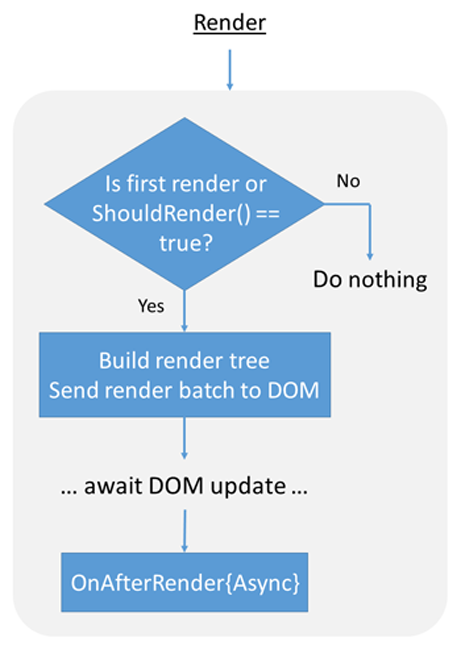 Render
Is first render or
ShouldRender() ==
true?
No
Do nothing
Yes
Build render tree
Send render batch to DOM
... await DOM update ...
OnAfterRender{Async}